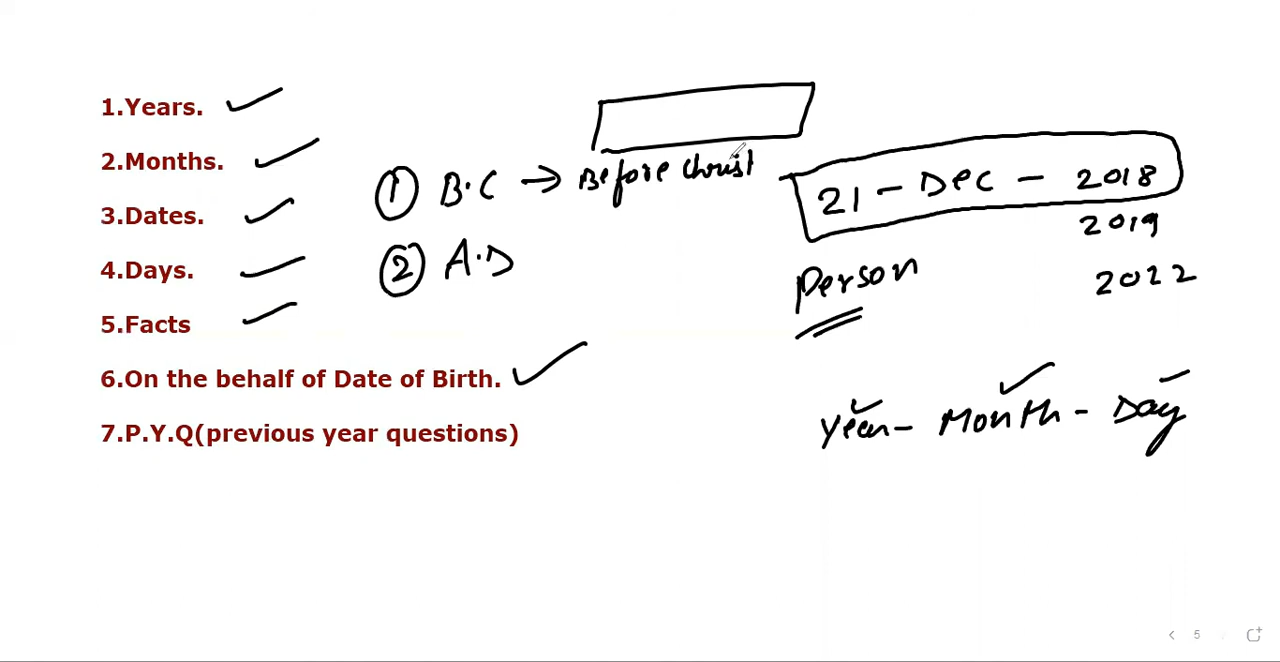 1.Years.
2.Months.
3.Dates.
4.Days.
5.Facts
6.On the behalf of Date of Birth.
7.P.Y.Q(previous year questions)
1 B.C → Before Christ
2 A.D
21 - Dec - 2018
2019
2022
Person
Year - Month - Day
5